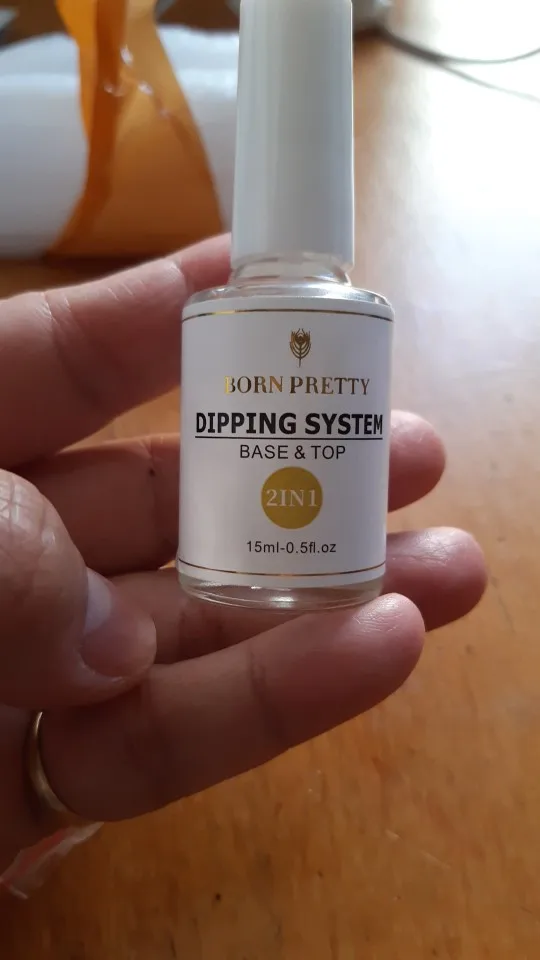 BORN PRETTY
DIPPING SYSTEM
BASE & TOP
2IN1
15ml-0.5fl.oz